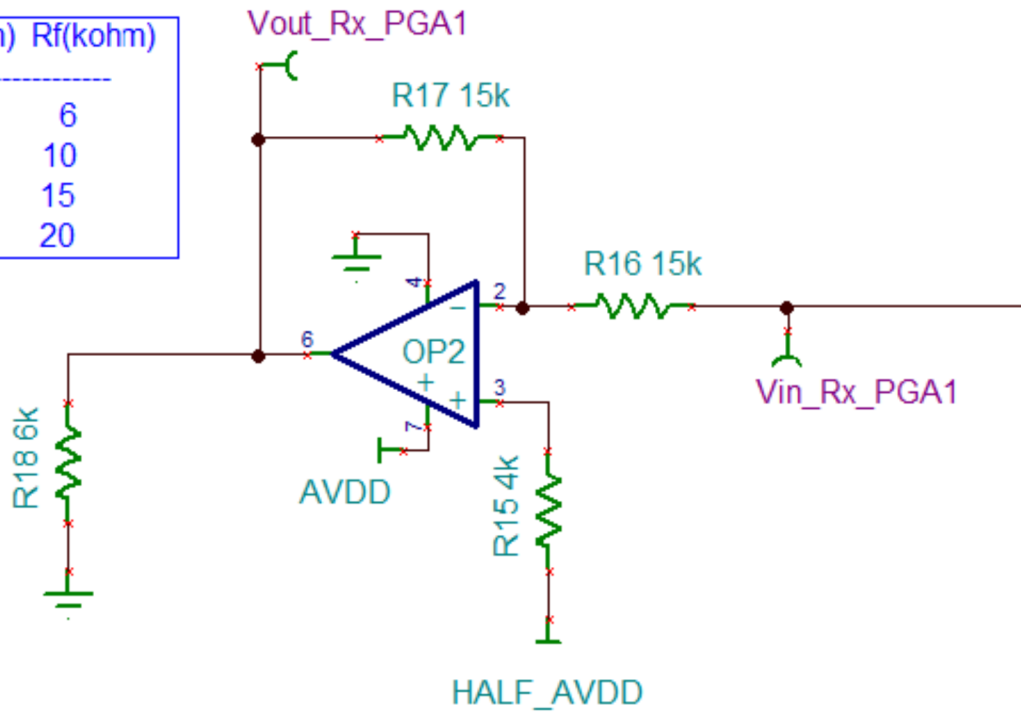 Vout_Rx_PGA1
) Rf(kohm)
------------
6
10
15
20
R17 15k
4
2
R16 15k
6
OP2
3
Vin_Rx_PGA1
7
R18 6k
AVDD
R15 4k
HALF_AVDD